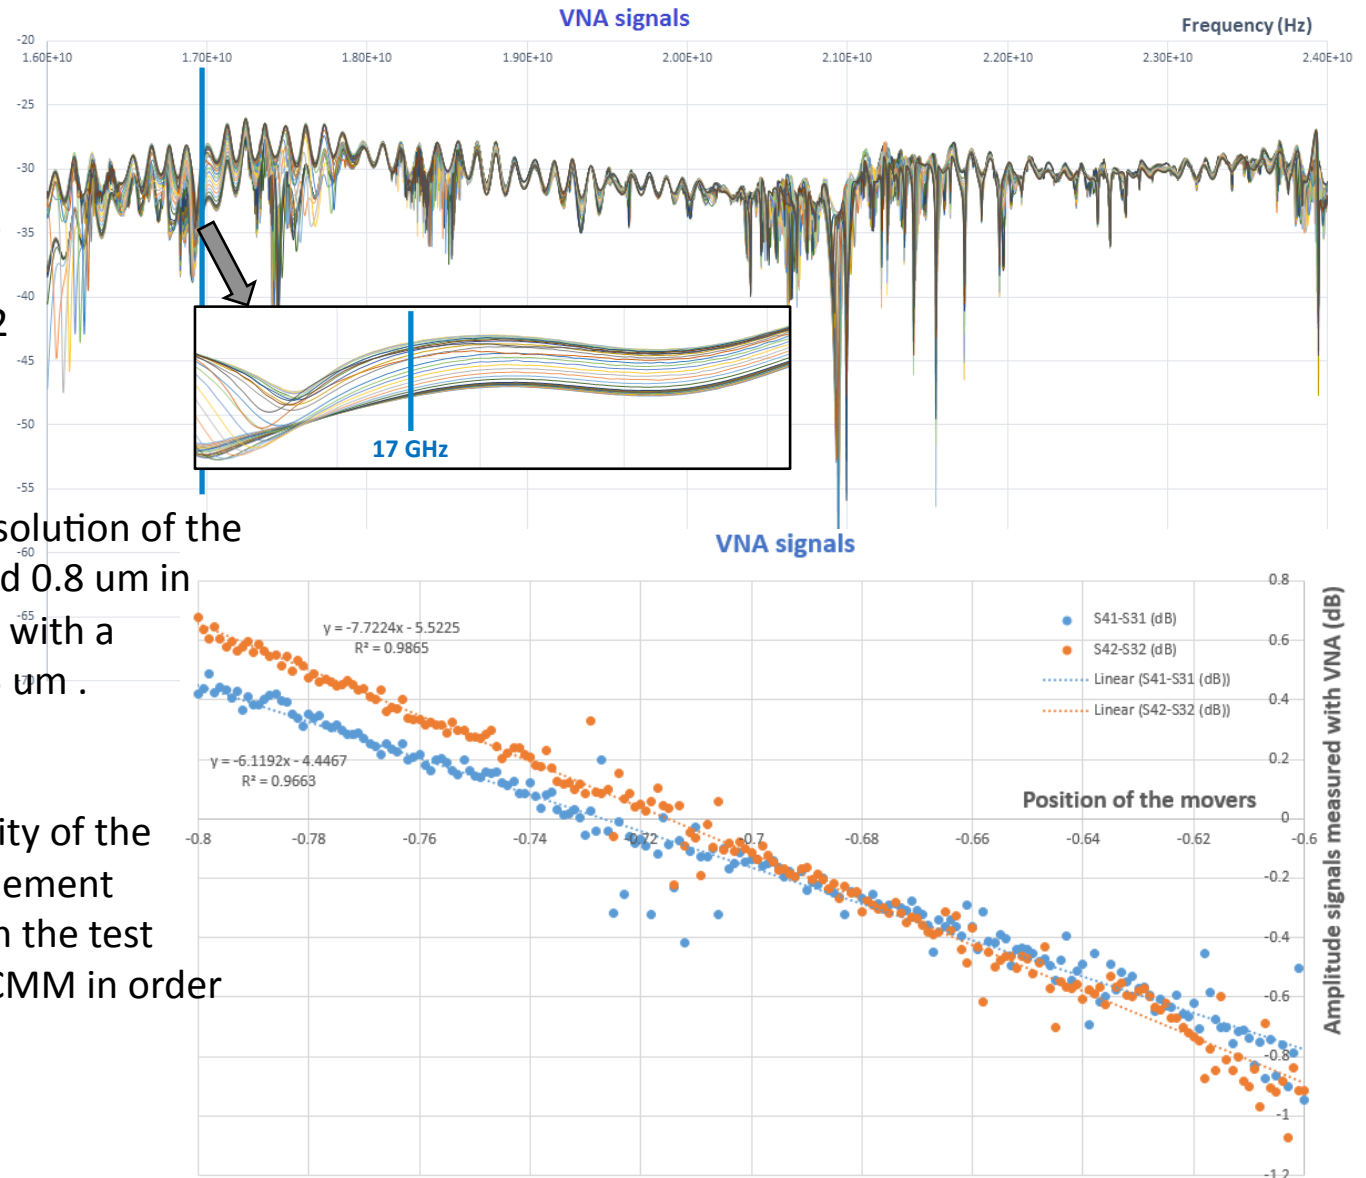 VNA signals
Frequency (Hz)
-20
1.60E+10 1.70E+10 1.80E+10 1.90E+10 2.00E+10 2.10E+10 2.20E+10 2.30E+10 2.40E+10
-25
-30
-35
-40
2
-45
-50
17 GHz
-55
solution of the
VNA signals
-60
d 0.8 um in
-65
with a
um .
0.8
0.6
0.4
0.2
0
-0.2
-0.4
-0.6
-0.8
-1
-1.2
y = -7.7224x - 5.5225
R² = 0.9865
S41-S31 (dB)
S42-S32 (dB)
Linear (S41-S31 (dB))
Linear (S42-S32 (dB))
y = -6.1192x - 4.4467
R² = 0.9663
Position of the movers
-0.8 -0.78 -0.76 -0.74 -0.72 -0.7 -0.68 -0.66 -0.64 -0.62 -0.6
Amplitude signals measured with VNA (dB)
ity of the
ement
the test
CMM in order